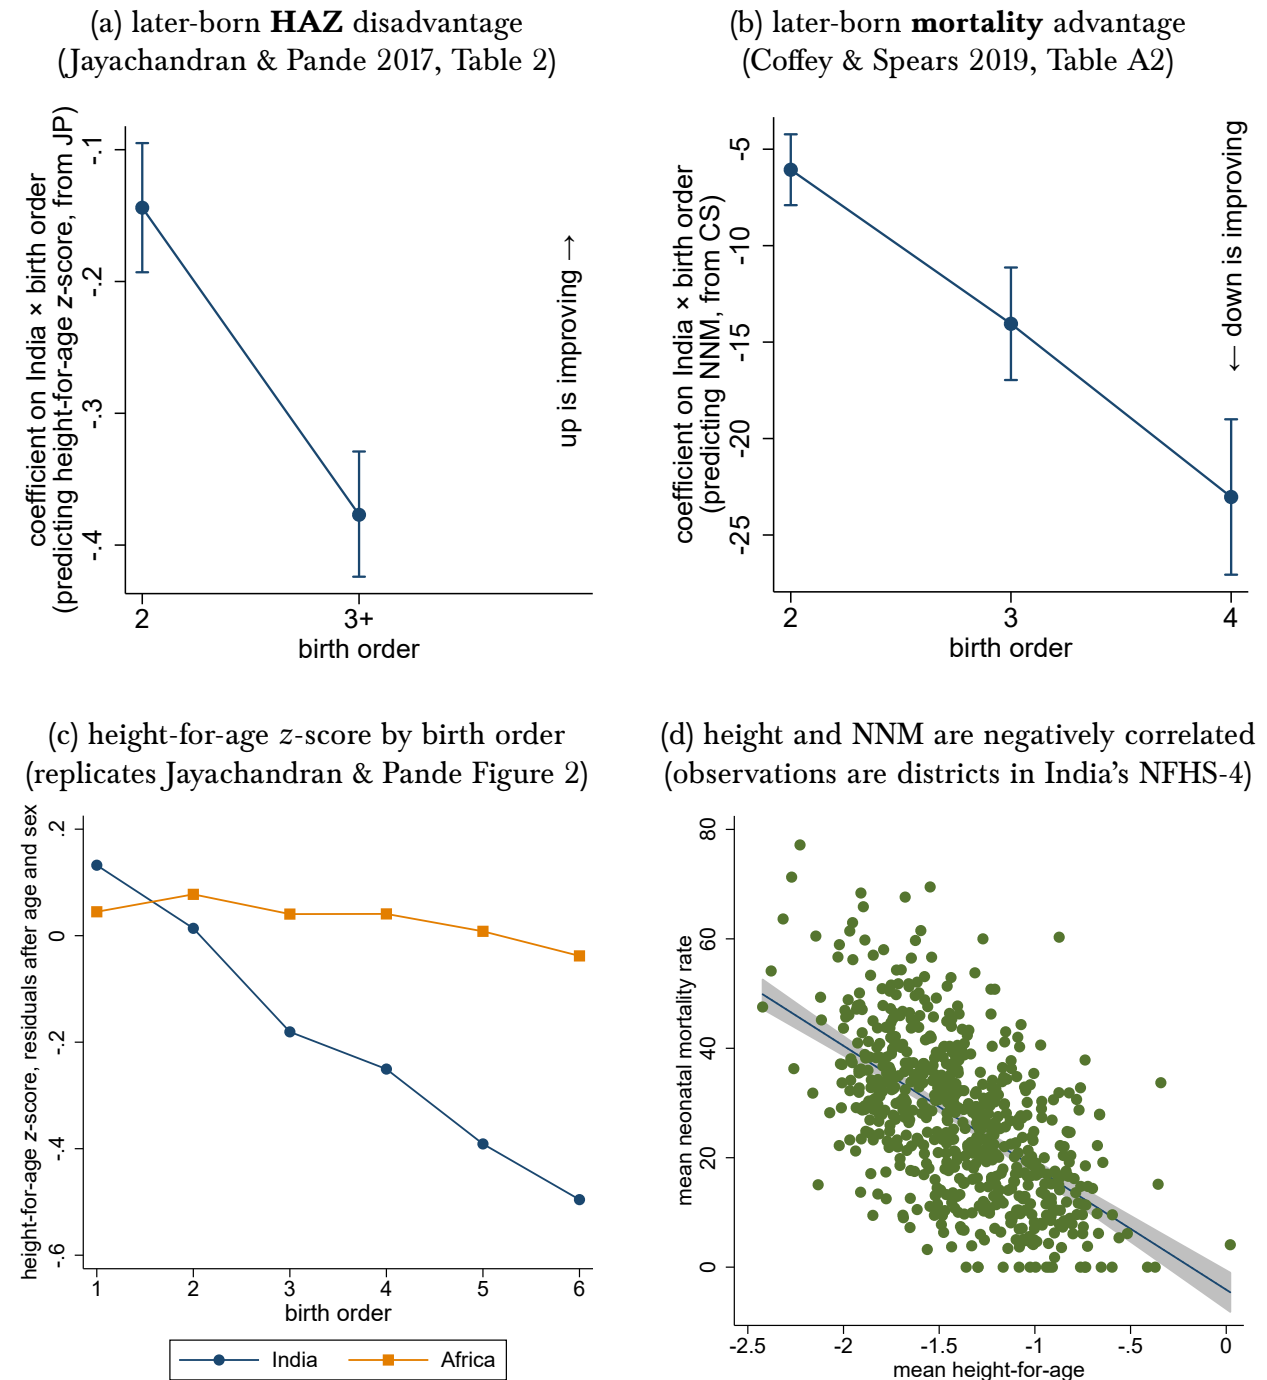 (a) later-born HAZ disadvantage
(Jayachandran & Pande 2017, Table 2)
coefficient on India × birth order
(predicting height-for-age z-score, from JP)
-.1
-.2
-.3
-.4
up is improving →
2
3+
birth order
(b) later-born mortality advantage
(Coffey & Spears 2019, Table A2)
coefficient on India × birth order
(predicting NNM, from CS)
-5
-10
-15
-20
-25
← down is improving
2
3
4
birth order
(c) height-for-age z-score by birth order
(replicates Jayachandran & Pande Figure 2)
height-for-age z-score, residuals after age and sex
.2
0
-.2
-.4
-.6
1
2
3
4
5
6
birth order
India
Africa
(d) height and NNM are negatively correlated
(observations are districts in India's NFHS-4)
mean neonatal mortality rate
80
60
40
20
0
-2.5
-2
-1.5
-1
-.5
0
mean height-for-age